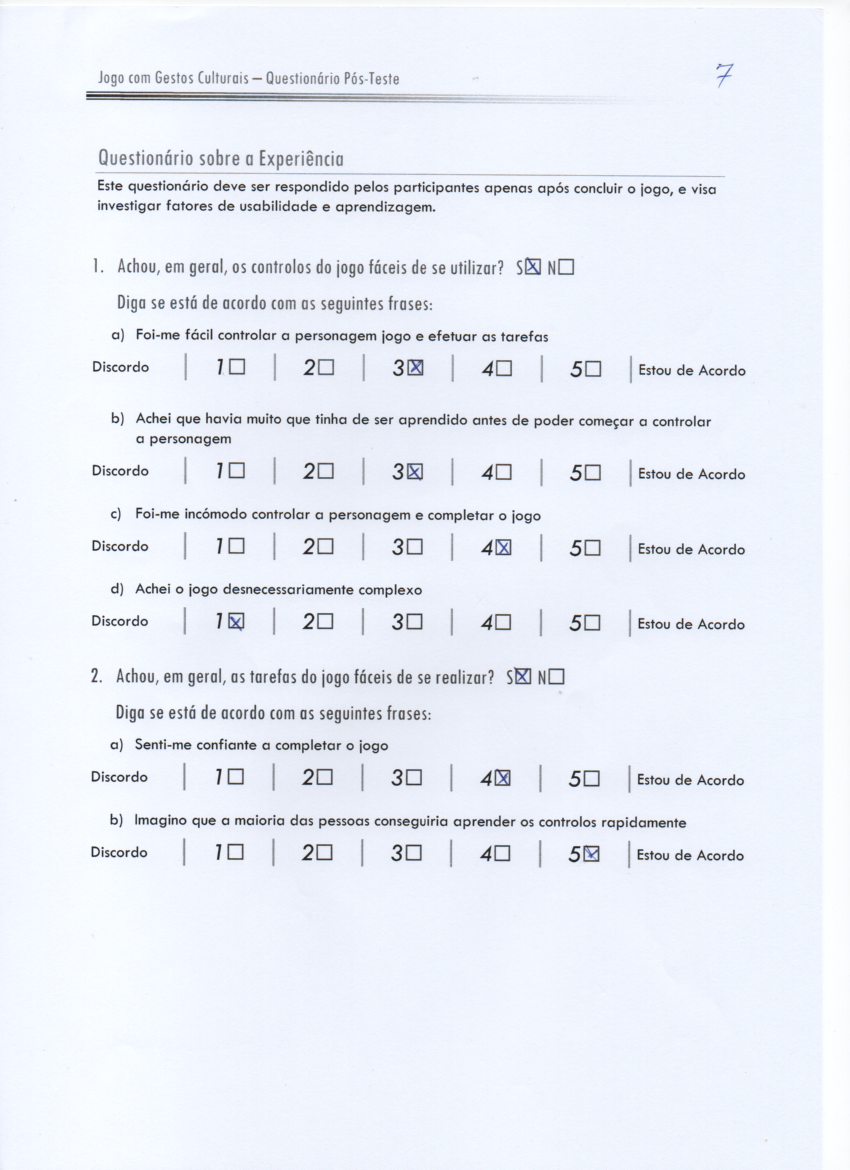 Jogo com Gestos Culturais – Questionário Pós-Teste 7
Questionário sobre a Experiência
Este questionário deve ser respondido pelos participantes apenas após concluir o jogo, e visa
investigar fatores de usabilidade e aprendizagem.
1. Achou, em geral, os controlos do jogo fáceis de se utilizar? S☒ N☐
Diga se está de acordo com as seguintes frases:
a) Foi-me fácil controlar a personagem jogo e efetuar as tarefas
Discordo | 1☐ | 2☐ | 3☒ | 4☐ | 5☐ | Estou de Acordo
b) Achei que havia muito que tinha de ser aprendido antes de poder começar a controlar
a personagem
Discordo | 1☐ | 2☐ | 3☒ | 4☐ | 5☐ | Estou de Acordo
c) Foi-me incómodo controlar a personagem e completar o jogo
Discordo | 1☐ | 2☐ | 3☐ | 4☒ | 5☐ | Estou de Acordo
d) Achei o jogo desnecessariamente complexo
Discordo | 1☒ | 2☐ | 3☐ | 4☐ | 5☐ | Estou de Acordo
2. Achou, em geral, as tarefas do jogo fáceis de se realizar? S☒ N☐
Diga se está de acordo com as seguintes frases:
a) Senti-me confiante a completar o jogo
Discordo | 1☐ | 2☐ | 3☐ | 4☒ | 5☐ | Estou de Acordo
b) Imagino que a maioria das pessoas conseguiria aprender os controlos rapidamente
Discordo | 1☐ | 2☐ | 3☐ | 4☐ | 5☒ | Estou de Acordo